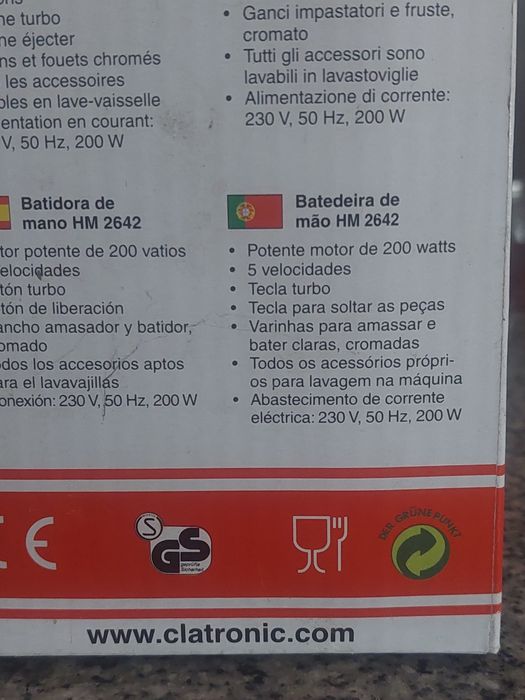 ne turbo
ne éjecter
ns et fouets chromés
les accessoires
bles en lave-vaisselle
entation en courant:
V, 50 Hz, 200 W
• Ganci impastatori e fruste,
cromato
• Tutti gli accessori sono
lavabili in lavastoviglie
• Alimentazione di corrente:
230 V, 50 Hz, 200 W
Batidora de
mano HM 2642
tor potente de 200 vatios
elocidades
tón turbo
tón de liberación
ancho amasador y batidor,
omado
dos los accesorios aptos
ara el lavavajillas
onexión: 230 V, 50 Hz, 200 W
Batedeira de
mão HM 2642
• Potente motor de 200 watts
• 5 velocidades
• Tecla turbo
• Tecla para soltar as peças
• Varinhas para amassar e
bater claras, cromadas
• Todos os acessórios própri-
os para lavagem na máquina
• Abastecimento de corrente
eléctrica: 230 V, 50 Hz, 200 W
CE
S
GS
geprüfte
Sicherheit
DER GRÜNE PUNKT
www.clatronic.com